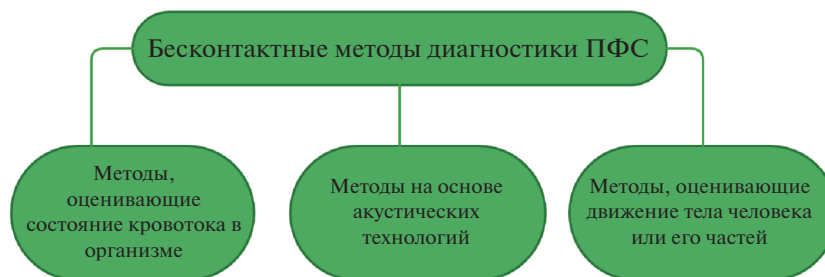 Бесконтактные методы диагностики ПФС
Методы,
оценивающие
состояние кровотока в
организме
Методы на основе
акустических
технологий
Методы, оценивающие
движение тела человека
или его частей